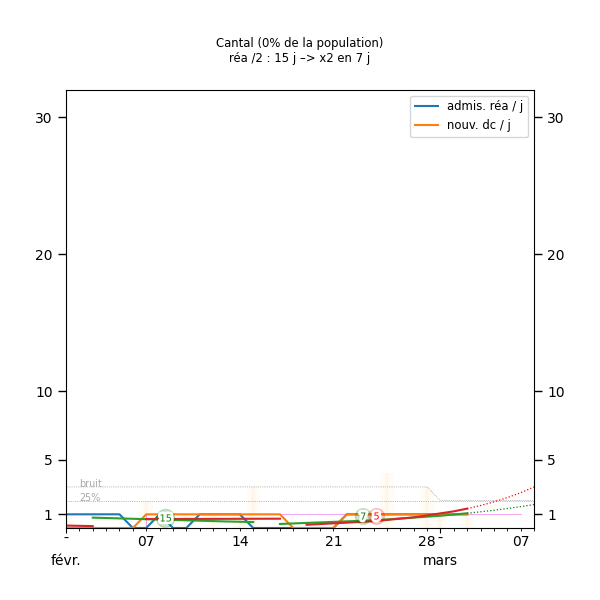 Cantal (0% de la population)
réa /2 : 15 j –> x2 en 7 j
admis. réa / j
nouv. dc / j
30 30
20 20
10 10
5 5
bruit
25%
15 7 5
1 1
- 07 14 21 28 - 07
févr. mars